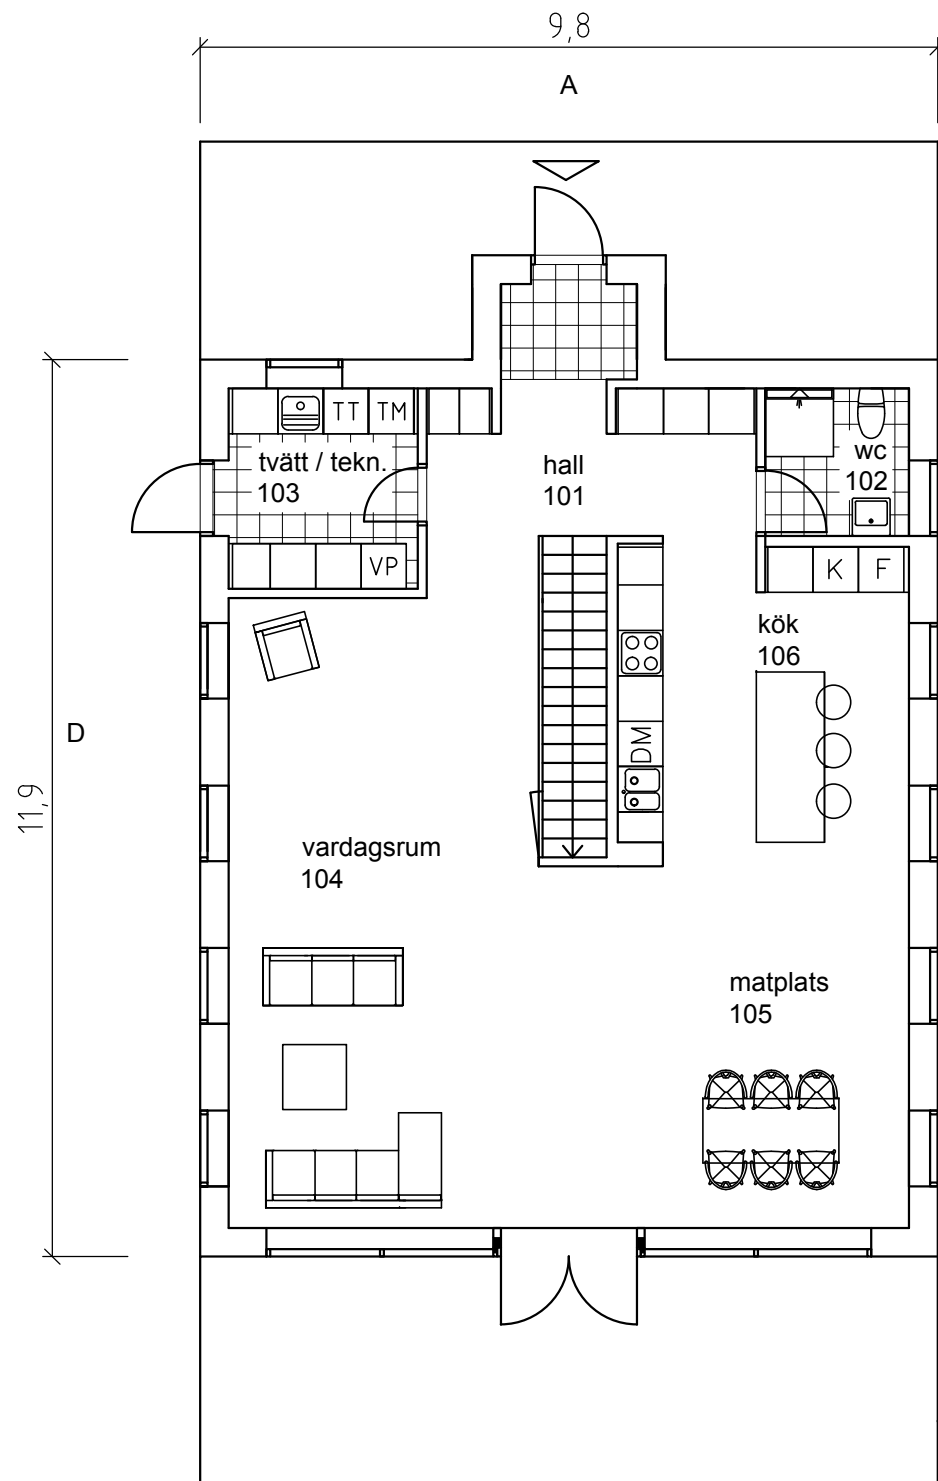 9,8
A
TT TM
tvätt / tekn.
103
VP
hall
101
wc
102
K F
kök
106
DM
D
11,9
vardagsrum
104
matplats
105